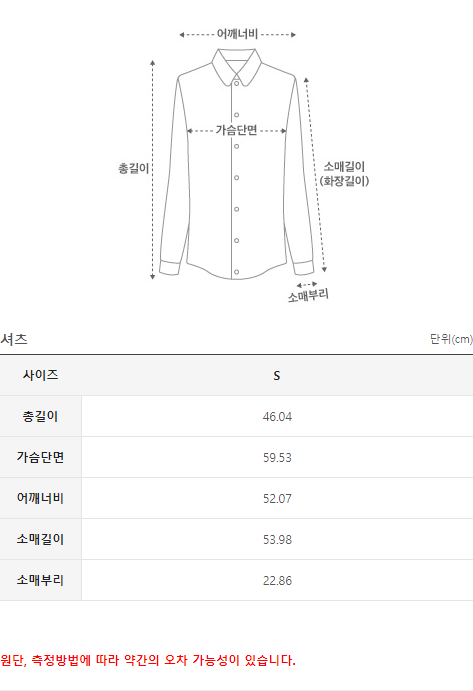 어깨너비
가슴단면
총길이
소매길이
(화장길이)
소매부리
셔츠 단위(cm)
사이즈 S
총길이 46.04
가슴단면 59.53
어깨너비 52.07
소매길이 53.98
소매부리 22.86
원단, 측정방법에 따라 약간의 오차 가능성이 있습니다.